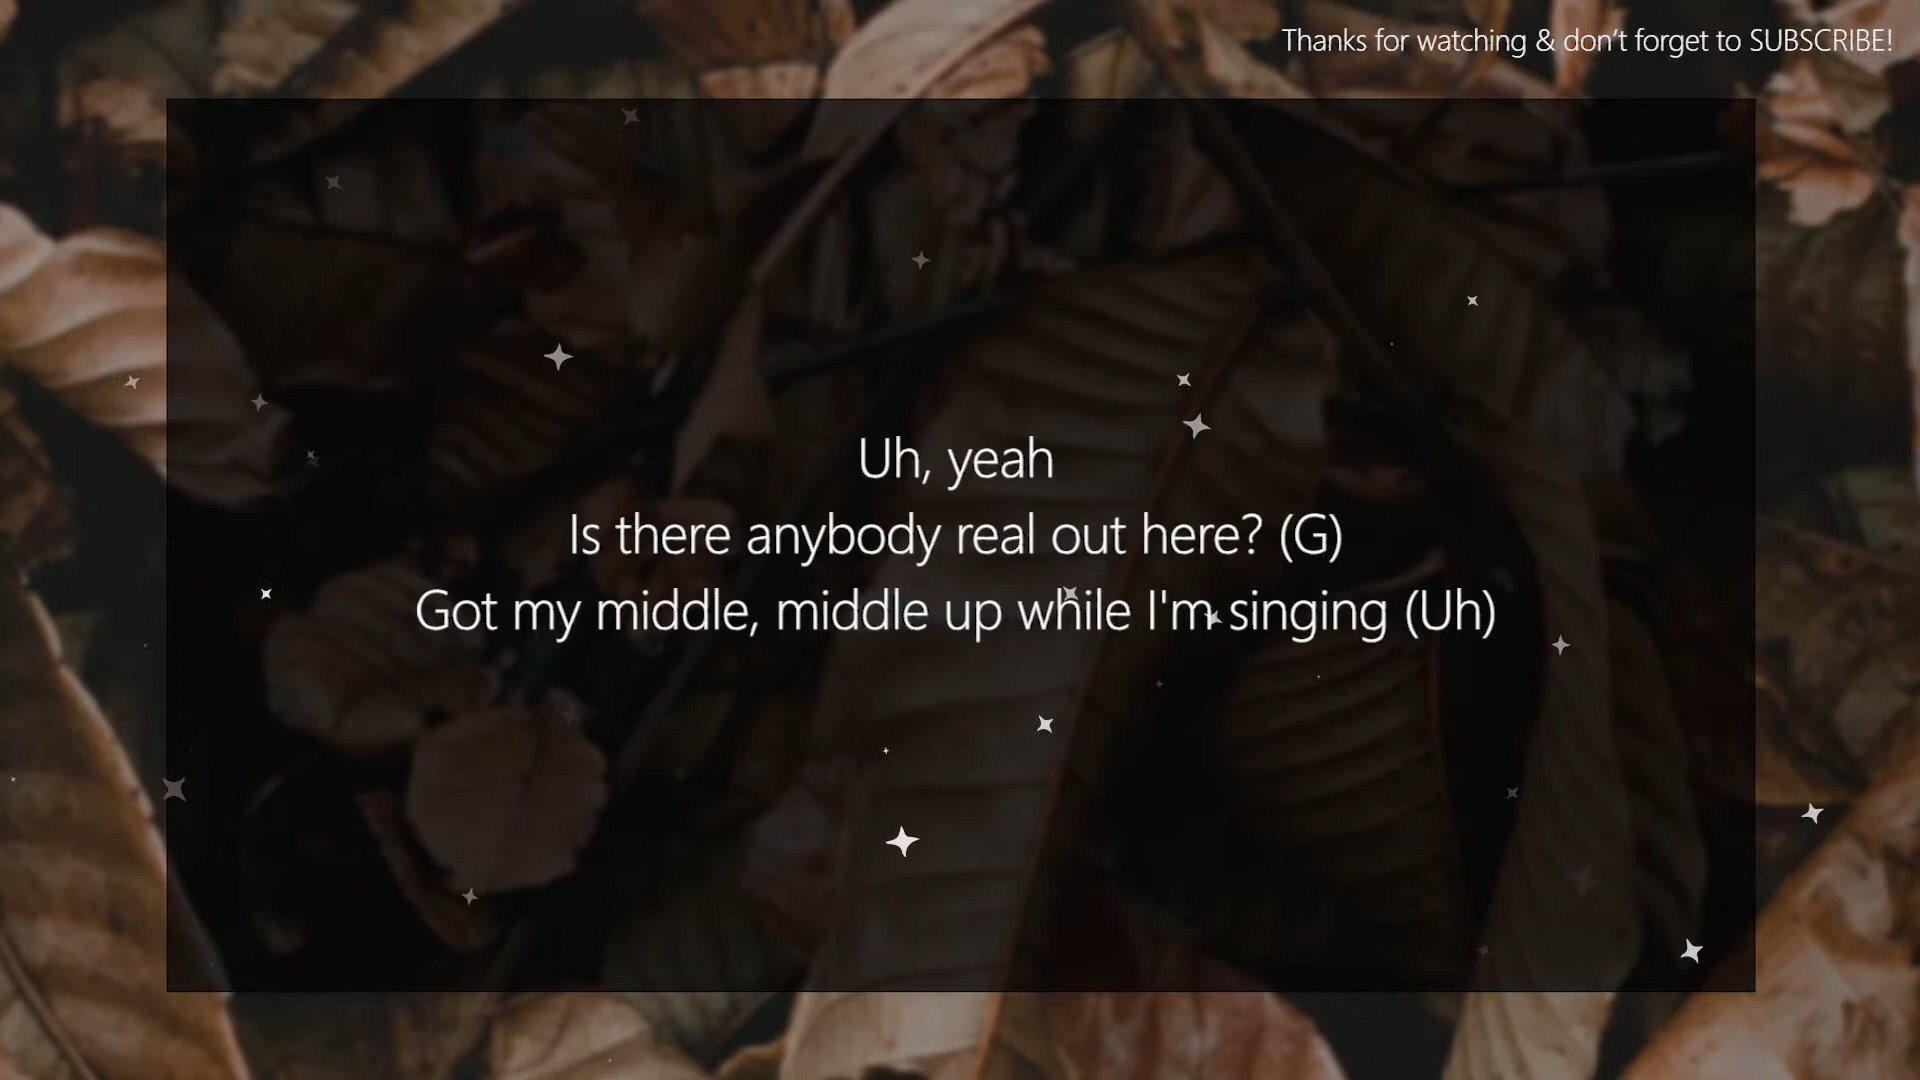 Thanks for watching & don't forget to SUBSCRIBE!
Uh, yeah
Is there anybody real out here? (G)
Got my middle, middle up while I'm singing (Uh)